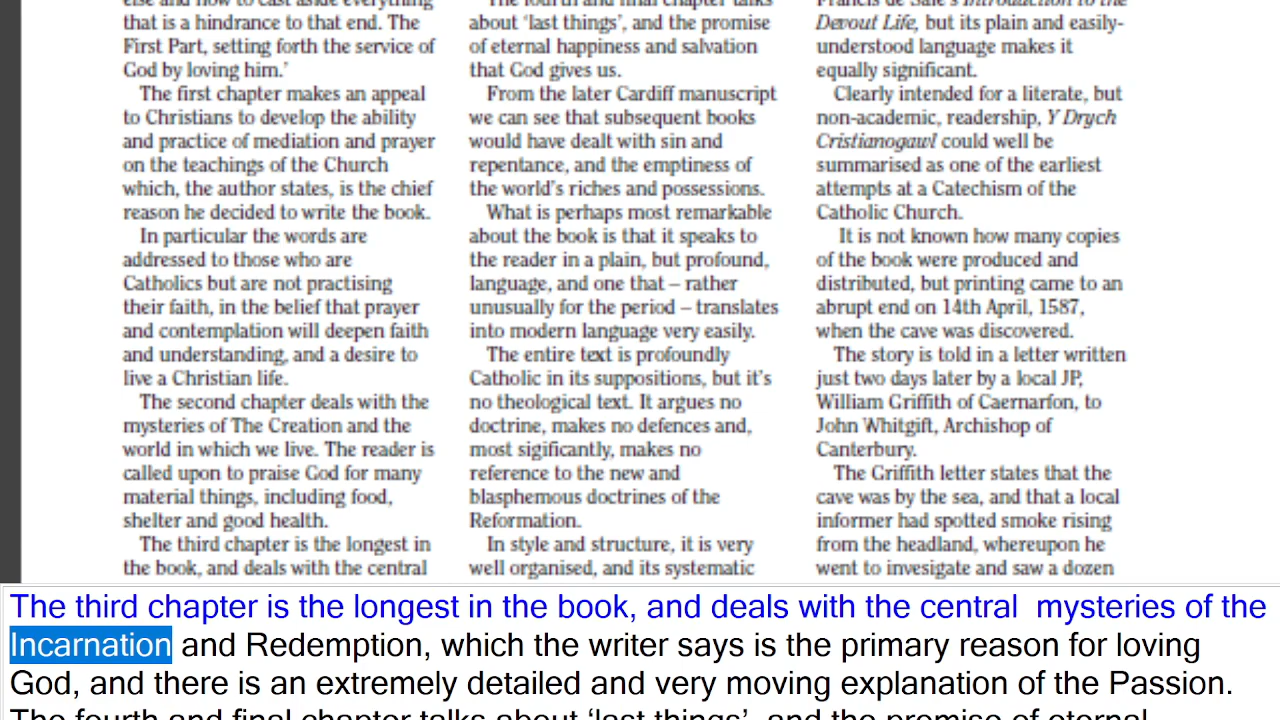 else and how to cast aside everything
that is a hindrance to that end. The
First Part, setting forth the service of
God by loving him.'
The first chapter makes an appeal
to Christians to develop the ability
and practice of mediation and prayer
on the teachings of the Church
which, the author states, is the chief
reason he decided to write the book.
In particular the words are
addressed to those who are
Catholics but are not practising
their faith, in the belief that prayer
and contemplation will deepen faith
and understanding, and a desire to
live a Christian life.
The second chapter deals with the
mysteries of The Creation and the
world in which we live. The reader is
called upon to praise God for many
material things, including food,
shelter and good health.
The third chapter is the longest in
the book, and deals with the central
The fourth and final chapter talks
about 'last things', and the promise
of eternal happiness and salvation
that God gives us.
From the later Cardiff manuscript
we can see that subsequent books
would have dealt with sin and
repentance, and the emptiness of
the world's riches and possessions.
What is perhaps most remarkable
about the book is that it speaks to
the reader in a plain, but profound,
language, and one that – rather
unusually for the period – translates
into modern language very easily.
The entire text is profoundly
Catholic in its suppositions, but it's
no theological text. It argues no
doctrine, makes no defences and,
most sigificantly, makes no
reference to the new and
blasphemous doctrines of the
Reformation.
In style and structure, it is very
well organised, and its systematic
Francis de Sale's Introduction to the
Devout Life, but its plain and easily-
understood language makes it
equally significant.
Clearly intended for a literate, but
non-academic, readership, Y Drych
Cristianogawl could well be
summarised as one of the earliest
attempts at a Catechism of the
Catholic Church.
It is not known how many copies
of the book were produced and
distributed, but printing came to an
abrupt end on 14th April, 1587,
when the cave was discovered.
The story is told in a letter written
just two days later by a local JP,
William Griffith of Caernarfon, to
John Whitgift, Archishop of
Canterbury.
The Griffith letter states that the
cave was by the sea, and that a local
informer had spotted smoke rising
from the headland, whereupon he
went to invesigate and saw a dozen
The third chapter is the longest in the book, and deals with the central mysteries of the
Incarnation and Redemption, which the writer says is the primary reason for loving
God, and there is an extremely detailed and very moving explanation of the Passion.
The fourth and final chapter talks about 'last things', and the promise of eternal